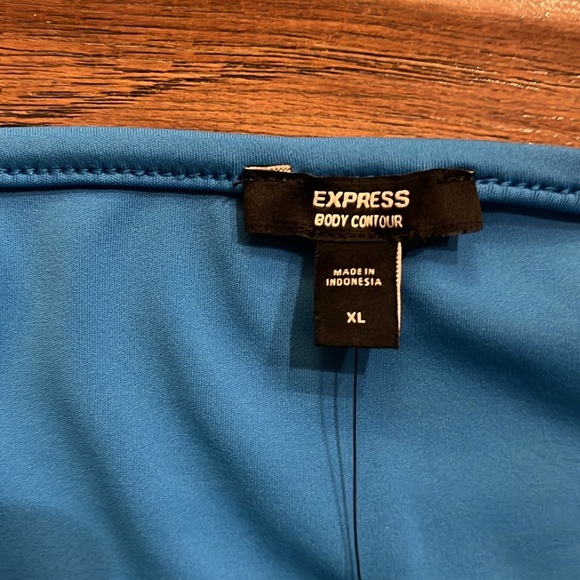 EXPRESS
BODY CONTOUR
MADE IN
INDONESIA
XL